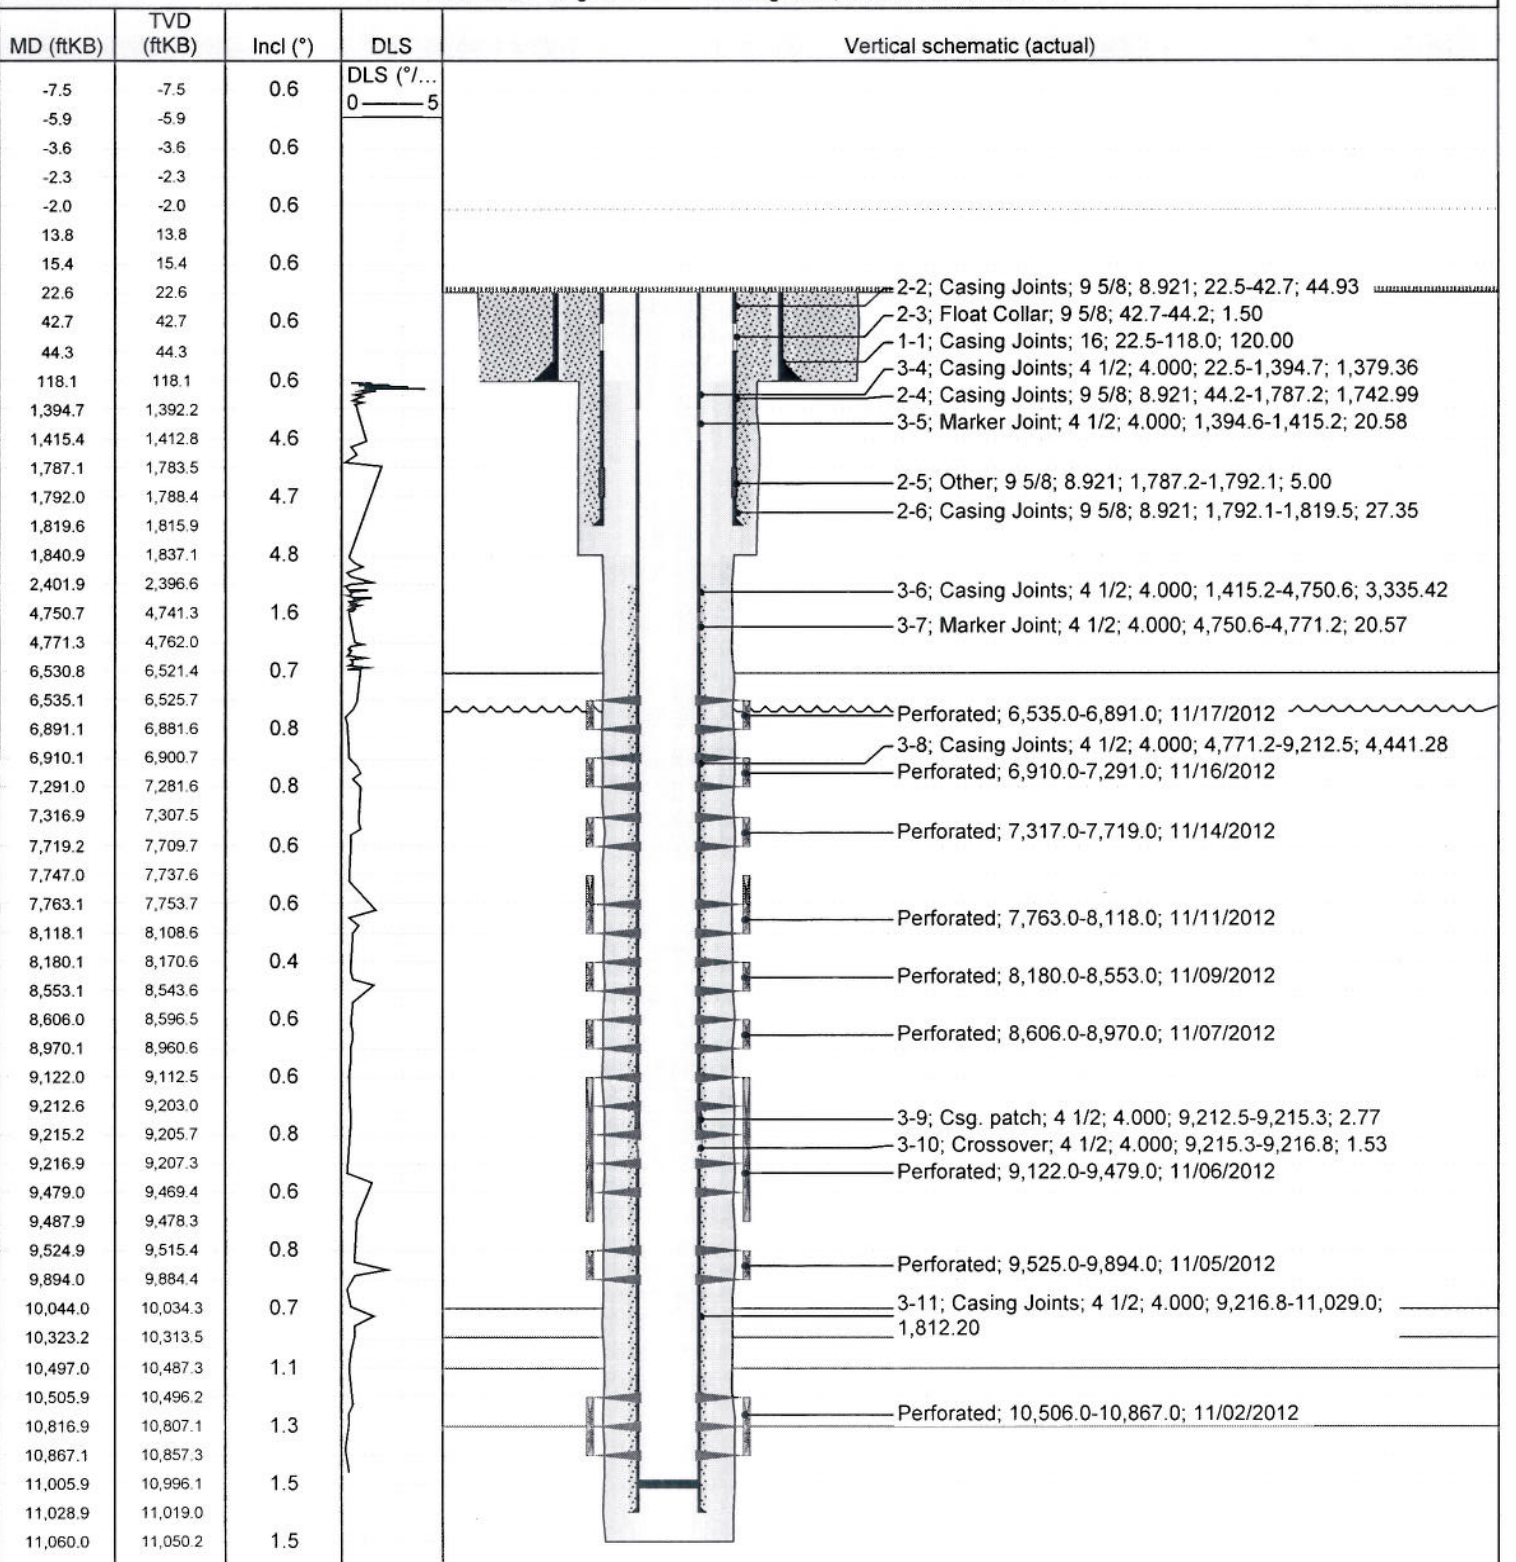 MD (ftKB) TVD (ftKB) Incl (°) DLS Vertical schematic (actual)
DLS (°/...
0 5
-7.5 -7.5 0.6
-5.9 -5.9
-3.6 -3.6 0.6
-2.3 -2.3
-2.0 -2.0 0.6
13.8 13.8
15.4 15.4 0.6
22.6 22.6
42.7 42.7 0.6
44.3 44.3
118.1 118.1 0.6
1,394.7 1,392.2
1,415.4 1,412.8 4.6
1,787.1 1,783.5
1,792.0 1,788.4 4.7
1,819.6 1,815.9
1,840.9 1,837.1 4.8
2,401.9 2,396.6
4,750.7 4,741.3 1.6
4,771.3 4,762.0
6,530.8 6,521.4 0.7
6,535.1 6,525.7
6,891.1 6,881.6 0.8
6,910.1 6,900.7
7,291.0 7,281.6 0.8
7,316.9 7,307.5
7,719.2 7,709.7 0.6
7,747.0 7,737.6
7,763.1 7,753.7 0.6
8,118.1 8,108.6
8,180.1 8,170.6 0.4
8,553.1 8,543.6
8,606.0 8,596.5 0.6
8,970.1 8,960.6
9,122.0 9,112.5 0.6
9,212.6 9,203.0
9,215.2 9,205.7 0.8
9,216.9 9,207.3
9,479.0 9,469.4 0.6
9,487.9 9,478.3
9,524.9 9,515.4 0.8
9,894.0 9,884.4
10,044.0 10,034.3 0.7
10,323.2 10,313.5
10,497.0 10,487.3 1.1
10,505.9 10,496.2
10,816.9 10,807.1 1.3
10,867.1 10,857.3
11,005.9 10,996.1 1.5
11,028.9 11,019.0
11,060.0 11,050.2 1.5
2-2; Casing Joints; 9 5/8; 8.921; 22.5-42.7; 44.93
2-3; Float Collar; 9 5/8; 42.7-44.2; 1.50
1-1; Casing Joints; 16; 22.5-118.0; 120.00
3-4; Casing Joints; 4 1/2; 4.000; 22.5-1,394.7; 1,379.36
2-4; Casing Joints; 9 5/8; 8.921; 44.2-1,787.2; 1,742.99
3-5; Marker Joint; 4 1/2; 4.000; 1,394.6-1,415.2; 20.58
2-5; Other; 9 5/8; 8.921; 1,787.2-1,792.1; 5.00
2-6; Casing Joints; 9 5/8; 8.921; 1,792.1-1,819.5; 27.35
3-6; Casing Joints; 4 1/2; 4.000; 1,415.2-4,750.6; 3,335.42
3-7; Marker Joint; 4 1/2; 4.000; 4,750.6-4,771.2; 20.57
Perforated; 6,535.0-6,891.0; 11/17/2012
3-8; Casing Joints; 4 1/2; 4.000; 4,771.2-9,212.5; 4,441.28
Perforated; 6,910.0-7,291.0; 11/16/2012
Perforated; 7,317.0-7,719.0; 11/14/2012
Perforated; 7,763.0-8,118.0; 11/11/2012
Perforated; 8,180.0-8,553.0; 11/09/2012
Perforated; 8,606.0-8,970.0; 11/07/2012
3-9; Csg. patch; 4 1/2; 4.000; 9,212.5-9,215.3; 2.77
3-10; Crossover; 4 1/2; 4.000; 9,215.3-9,216.8; 1.53
Perforated; 9,122.0-9,479.0; 11/06/2012
Perforated; 9,525.0-9,894.0; 11/05/2012
3-11; Casing Joints; 4 1/2; 4.000; 9,216.8-11,029.0;
1,812.20
Perforated; 10,506.0-10,867.0; 11/02/2012